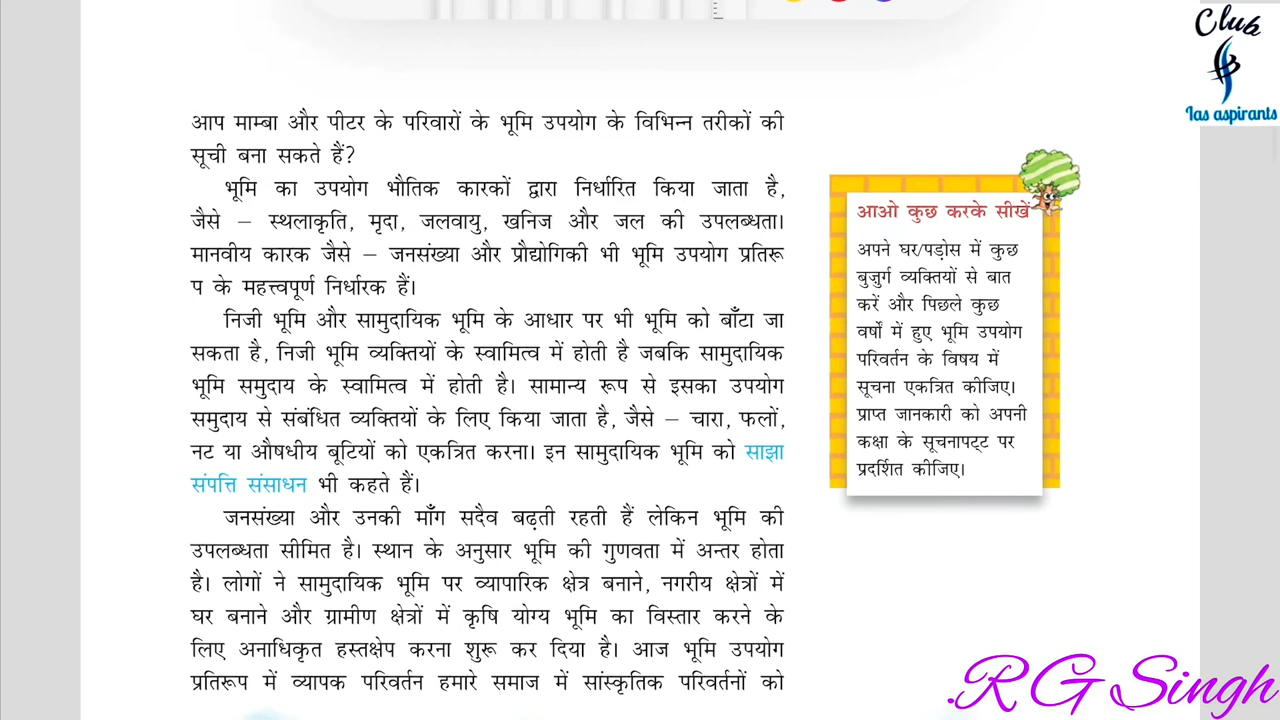 Club
Ias aspirants
आप माम्बा और पीटर के परिवारों के भूमि उपयोग के विभिन्न तरीकों की
सूची बना सकते हैं?
भूमि का उपयोग भौतिक कारकों द्वारा निर्धारित किया जाता है,
जैसे – स्थलाकृति, मृदा, जलवायु, खनिज और जल की उपलब्धता।
मानवीय कारक जैसे – जनसंख्या और प्रौद्योगिकी भी भूमि उपयोग प्रतिरू
प के महत्त्वपूर्ण निर्धारक हैं।
निजी भूमि और सामुदायिक भूमि के आधार पर भी भूमि को बाँटा जा
सकता है, निजी भूमि व्यक्तियों के स्वामित्व में होती है जबकि सामुदायिक
भूमि समुदाय के स्वामित्व में होती है। सामान्य रूप से इसका उपयोग
समुदाय से संबंधित व्यक्तियों के लिए किया जाता है, जैसे – चारा, फलों,
नट या औषधीय बूटियों को एकत्रित करना। इन सामुदायिक भूमि को साझा
संपत्ति संसाधन भी कहते हैं।
जनसंख्या और उनकी माँग सदैव बढ़ती रहती हैं लेकिन भूमि की
उपलब्धता सीमित है। स्थान के अनुसार भूमि की गुणवता में अन्तर होता
है। लोगों ने सामुदायिक भूमि पर व्यापारिक क्षेत्र बनाने, नगरीय क्षेत्रों में
घर बनाने और ग्रामीण क्षेत्रों में कृषि योग्य भूमि का विस्तार करने के
लिए अनाधिकृत हस्तक्षेप करना शुरू कर दिया है। आज भूमि उपयोग
प्रतिरूप में व्यापक परिवर्तन हमारे समाज में सांस्कृतिक परिवर्तनों को
आओ कुछ करके सीखें
अपने घर/पड़ोस में कुछ
बुज़ुर्ग व्यक्तियों से बात
करें और पिछले कुछ
वर्षों में हुए भूमि उपयोग
परिवर्तन के विषय में
सूचना एकत्रित कीजिए।
प्राप्त जानकारी को अपनी
कक्षा के सूचनापट्‌ट पर
प्रदर्शित कीजिए।
.RG Singh